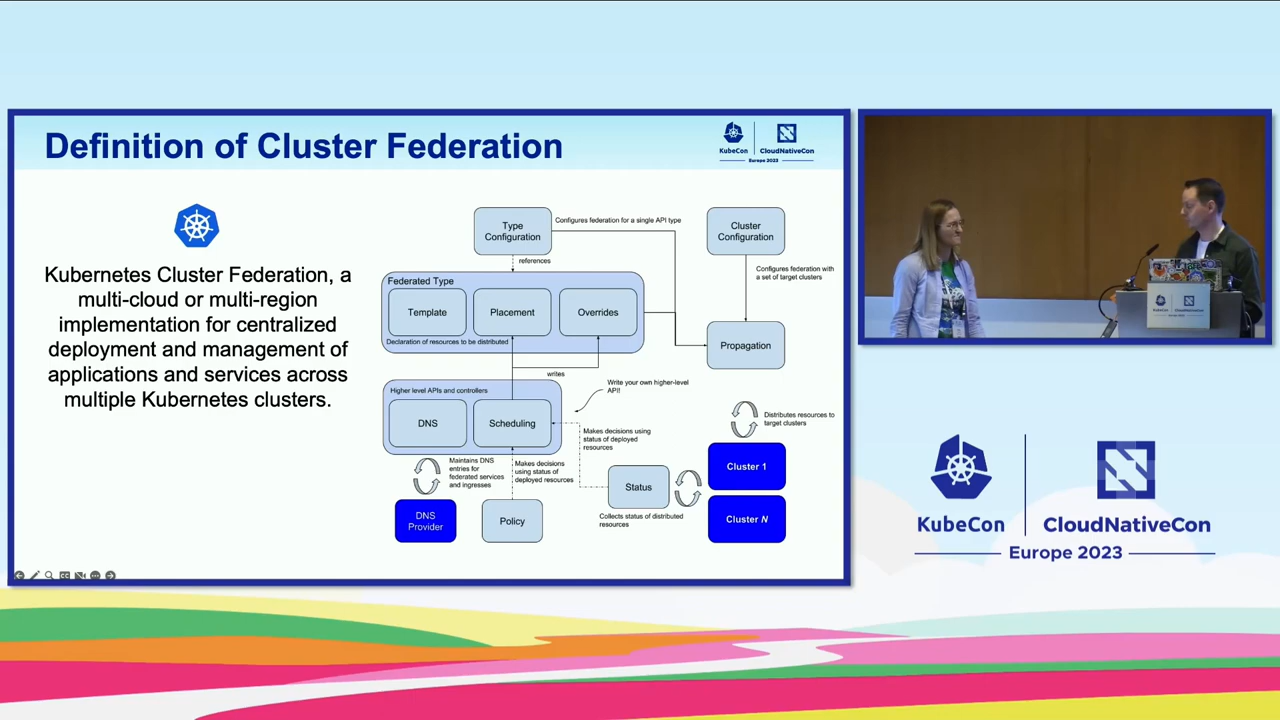 Definition of Cluster Federation
KubeCon
CloudNativeCon
Europe 2023
Kubernetes Cluster Federation, a
multi-cloud or multi-region
implementation for centralized
deployment and management of
applications and services across
multiple Kubernetes clusters.
Type
Configuration
Configures federation for a single API type
Cluster
Configuration
references
Configures federation with
a set of target clusters
Federated Type
Template
Placement
Overrides
Declaration of resources to be distributed
Propagation
writes
Higher level APIs and controllers
Write your own higher-level
API!
DNS
Scheduling
Makes decisions using
status of deployed
resources
Distributes resources to
target clusters
Maintains DNS
entries for
federated services
and ingresses
Makes decisions
using status of
deployed resources
Status
Collects status of distributed
resources
Cluster 1
Cluster N
DNS
Provider
Policy
KubeCon
CloudNativeCon
Europe 2023